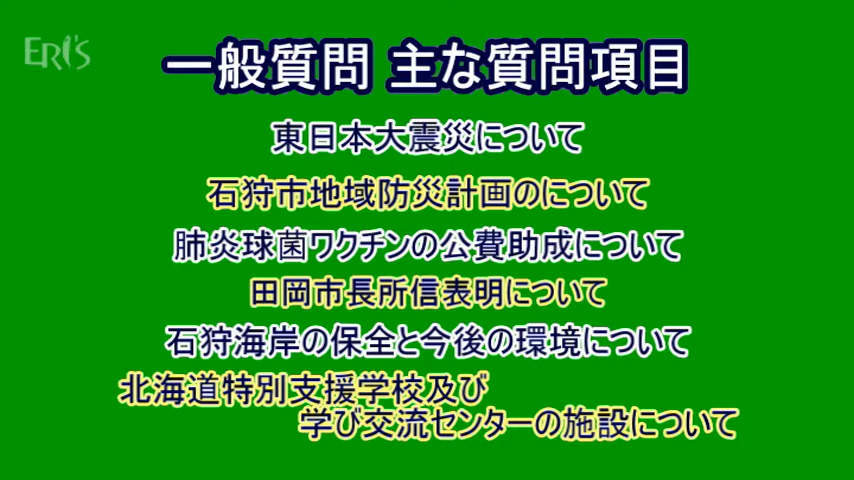 ERI'S
一般質問 主な質問項目
東日本大震災について
石狩市地域防災計画のについて
肺炎球菌ワクチンの公費助成について
田岡市長所信表明について
石狩海岸の保全と今後の環境について
北海道特別支援学校及び
学び交流センターの施設について